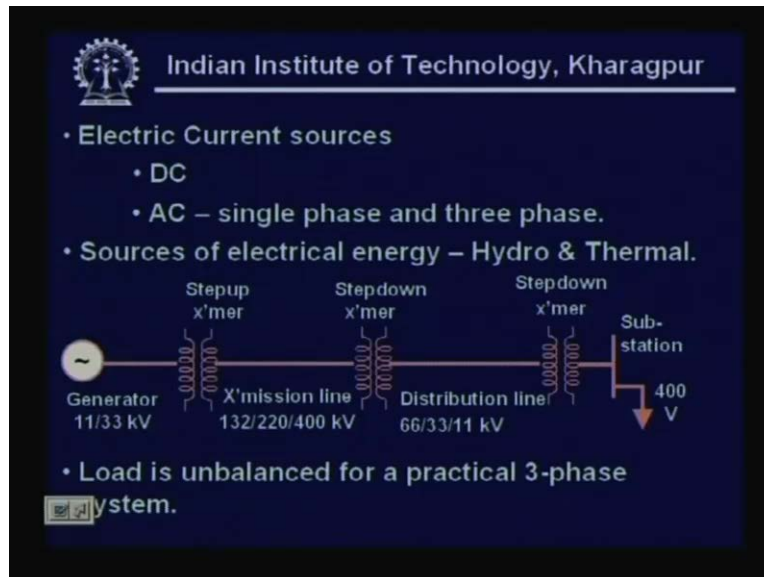 Indian Institute of Technology, Kharagpur
• Electric Current sources
• DC
• AC – single phase and three phase.
• Sources of electrical energy – Hydro & Thermal.
Stepup
x'mer
Stepdown
x'mer
Stepdown
x'mer
Sub-
station
~
Generator
11/33 kV
X'mission line
132/220/400 kV
Distribution line
66/33/11 kV
400
V
• Load is unbalanced for a practical 3-phase
ystem.